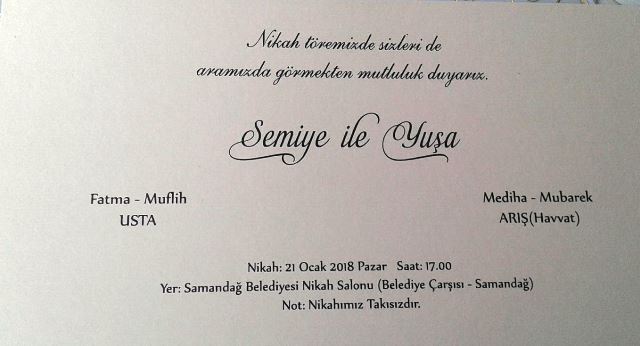 Nikah töremizde sizleri de
aramızda görmekten mutluluk duyarız.
Semiye ile Yuşa
Fatma - Muflih
USTA
Mediha - Mubarek
ARIŞ(Havvat)
Nikah: 21 Ocak 2018 Pazar Saat: 17.00
Yer: Samandağ Belediyesi Nikah Salonu (Belediye Çarşısı - Samandağ)
Not: Nikahımız Takısızdır.